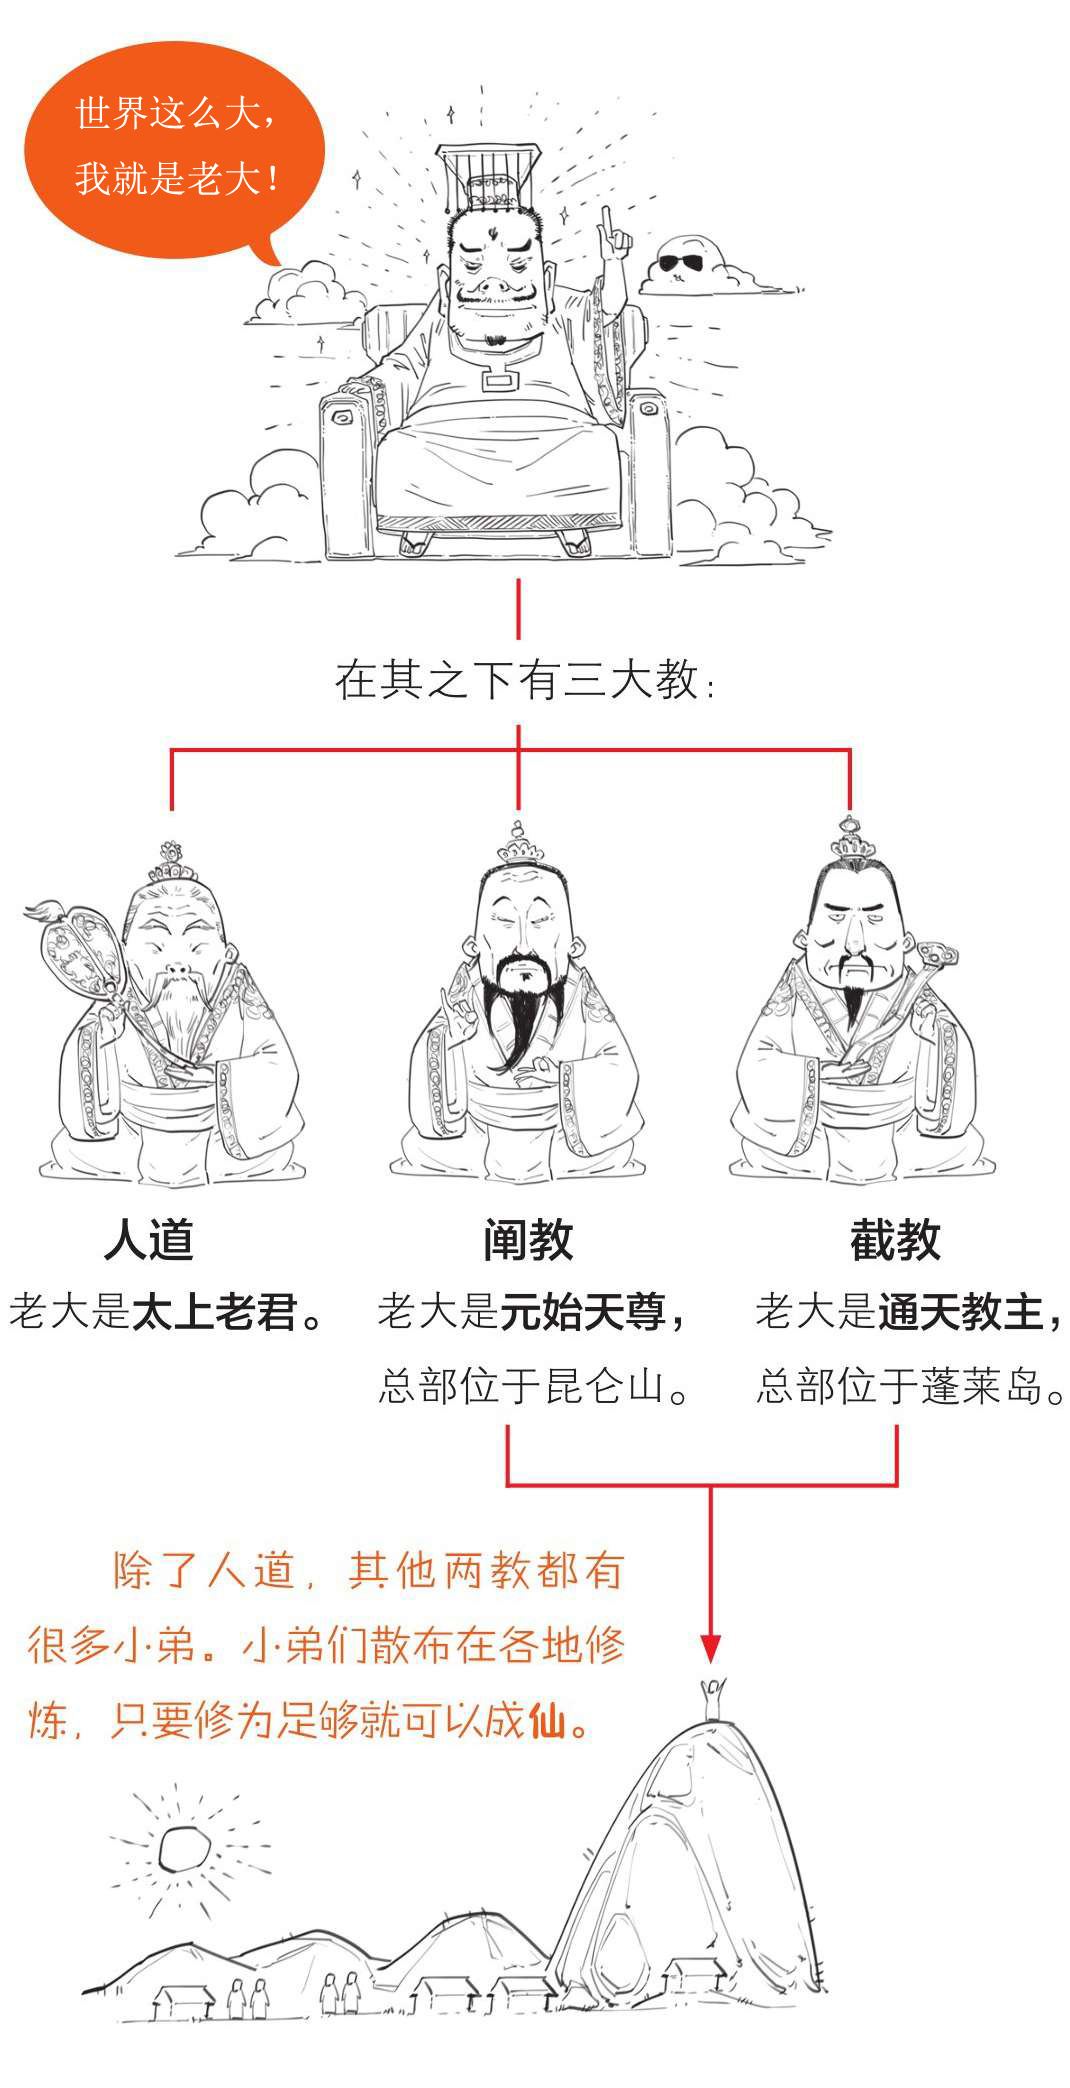 世界这么大，
我就是老大！
在其之下有三大教：
人道
老大是太上老君。
阐教
老大是元始天尊，
总部位于昆仑山。
截教
老大是通天教主，
总部位于蓬莱岛。
除了人道，其他两教都有
很多小弟。小弟们散布在各地修
炼，只要修为足够就可以成仙。